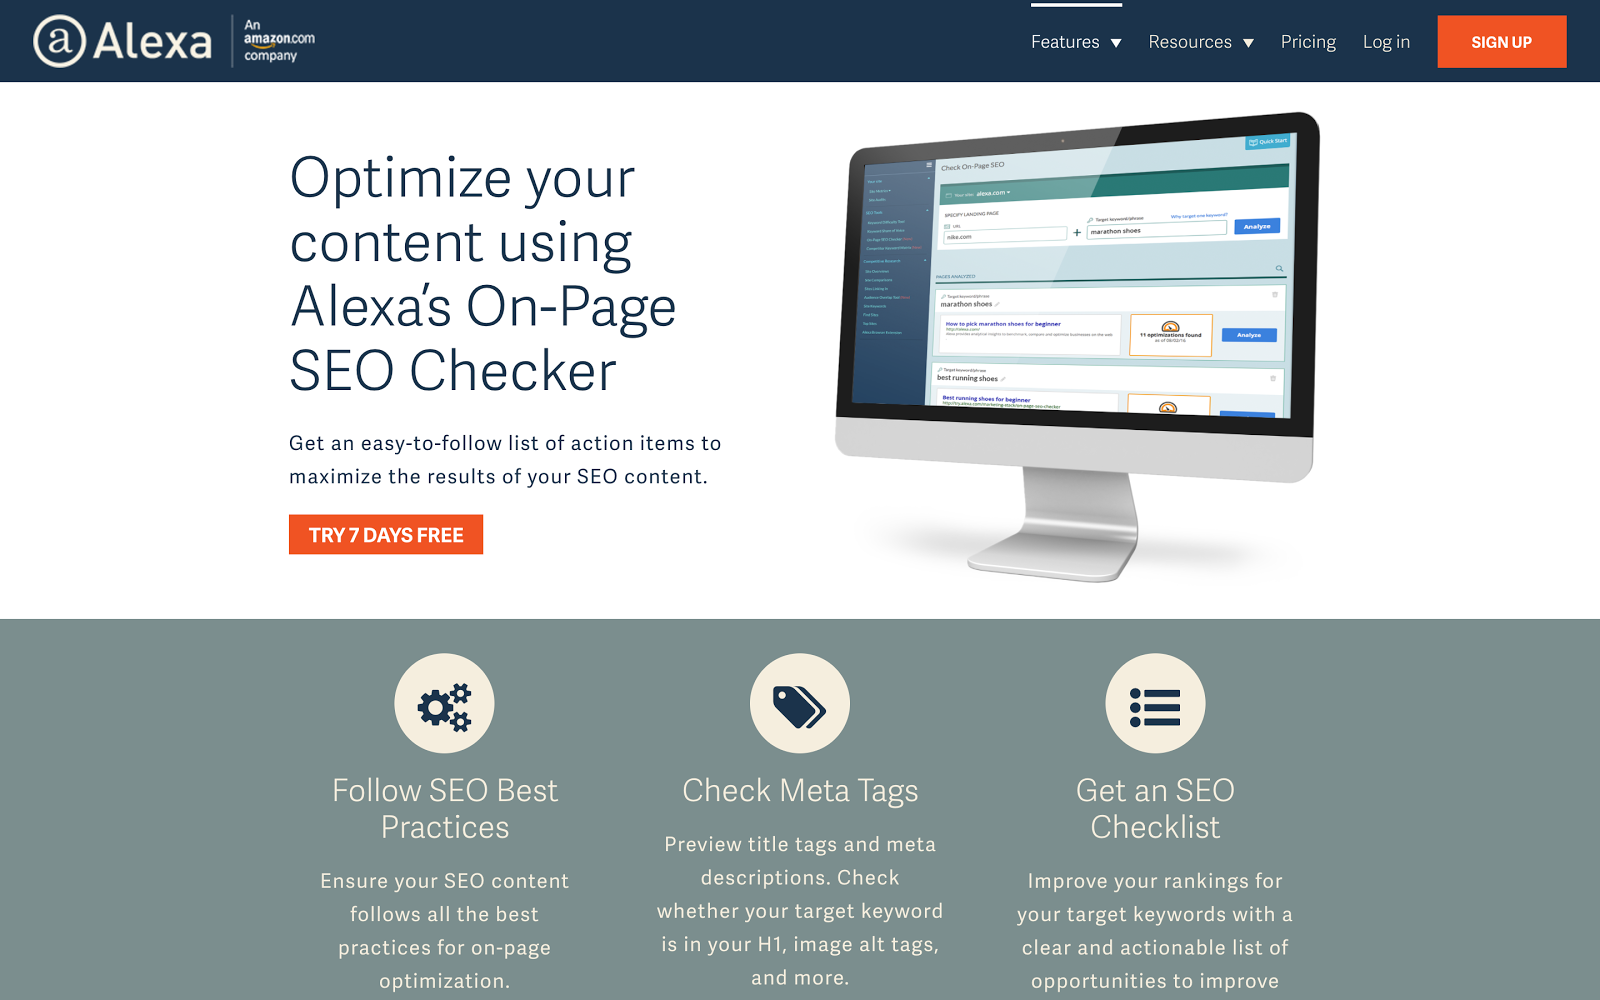 Alexa
An
amazon.com
company
Features
Resources
Pricing
Log in
SIGN UP
Optimize your
content using
Alexa's On-Page
SEO Checker
Get an easy-to-follow list of action items to
maximize the results of your SEO content.
TRY 7 DAYS FREE
Quick Start
Check On-Page SEO
Your site: alexa.com
SPECIFY LANDING PAGE
URL
Target keyword/phrase
Why target one keyword?
nike.com
+
marathon shoes
Analyze
PAGES ANALYZED
Target keyword/phrase
marathon shoes
How to pick marathon shoes for beginner
http://alexa.com/
11 optimizations found
as of 08/02/16
Analyze
Target keyword/phrase
best running shoes
Best running shoes for beginner
Follow SEO Best
Practices
Ensure your SEO content
follows all the best
practices for on-page
optimization.
Check Meta Tags
Preview title tags and meta
descriptions. Check
whether your target keyword
is in your H1, image alt tags,
and more.
Get an SEO
Checklist
Improve your rankings for
your target keywords with a
clear and actionable list of
opportunities to improve